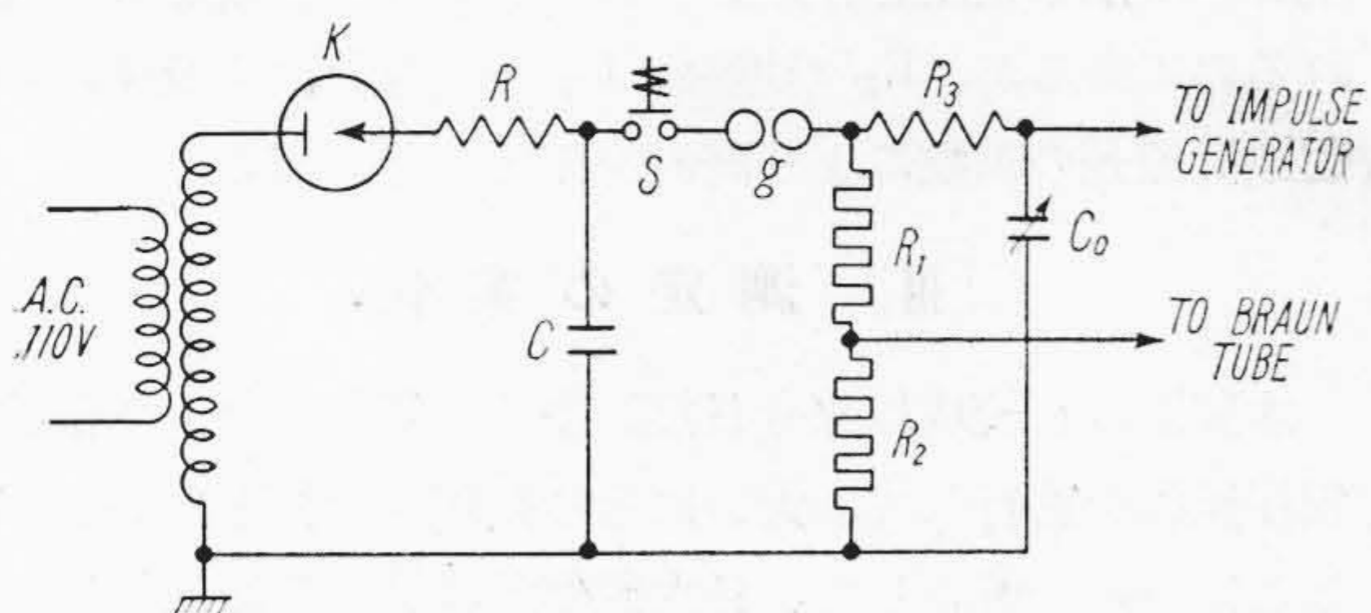 K
R
S
g
R3
TO IMPULSE
GENERATOR
A.C.
110V
C
R1
C0
TO BRAUN
TUBE
R2